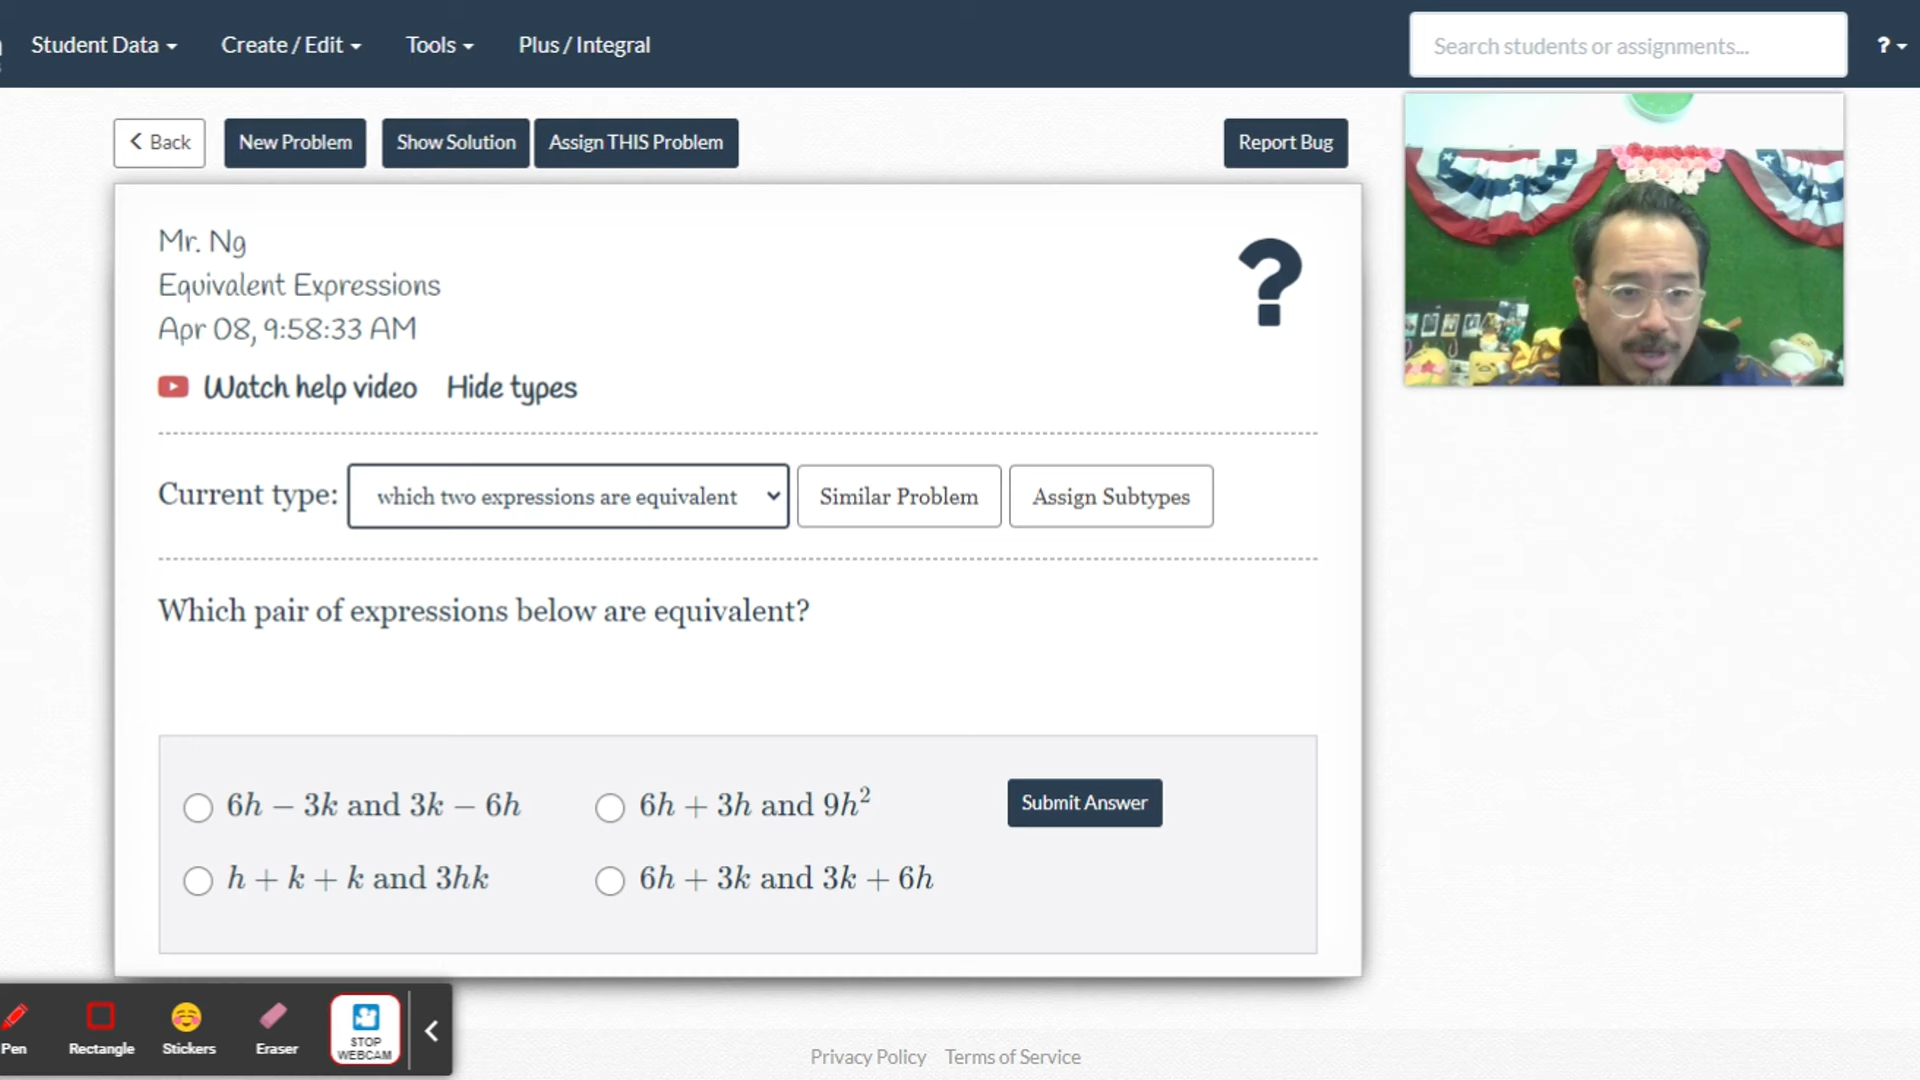 Student Data
Create / Edit
Tools
Plus / Integral
Search students or assignments...
?
Back
New Problem
Show Solution
Assign THIS Problem
Report Bug
Mr. Ng
?
Equivalent Expressions
Apr 08, 9:58:33 AM
Watch help video
Hide types
Current type:
which two expressions are equivalent
Similar Problem
Assign Subtypes
Which pair of expressions below are equivalent?
6h − 3k and 3k − 6h
6h + 3h and 9h²
Submit Answer
h + k + k and 3hk
6h + 3k and 3k + 6h
Pen
Rectangle
Stickers
Eraser
STOP
WEBCAM
Privacy Policy
Terms of Service